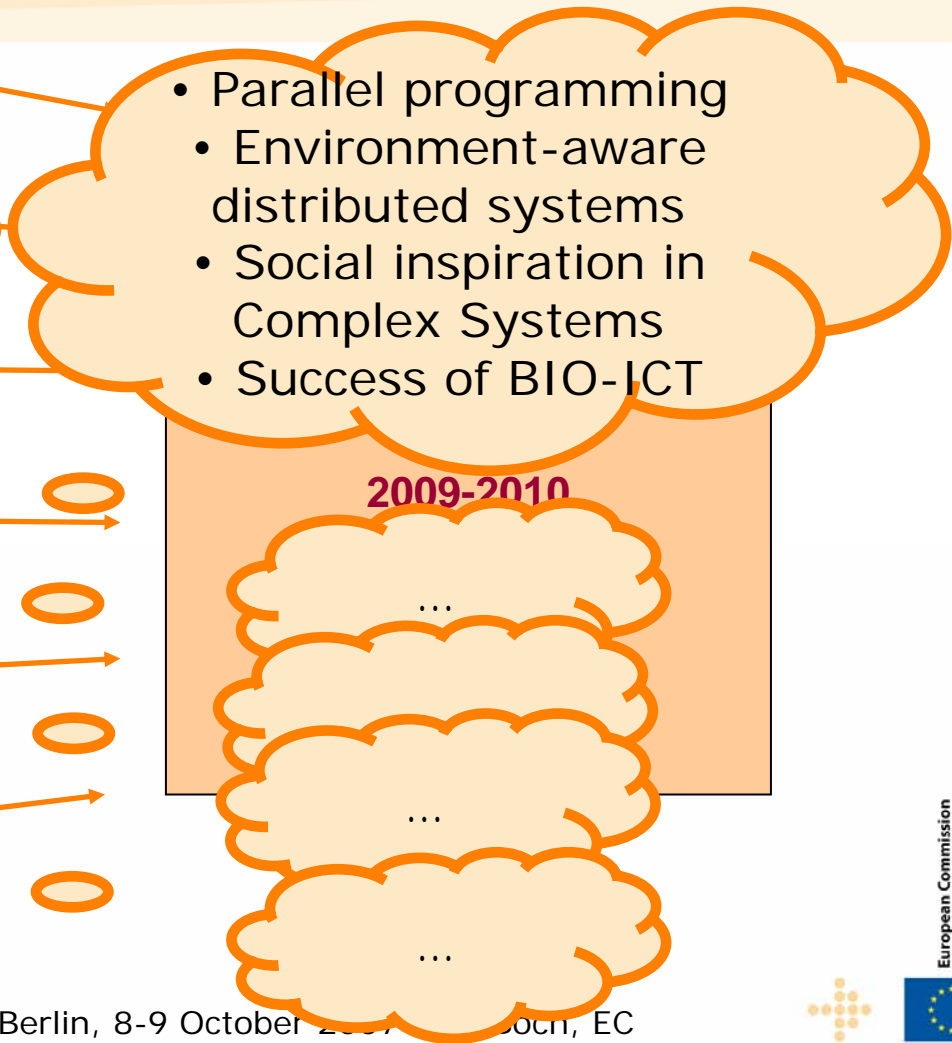 • Parallel programming
• Environment-aware
distributed systems
• Social inspiration in
Complex Systems
• Success of BIO-ICT
2009-2010
...
...
...
Berlin, 8-9 October EC
European Commission